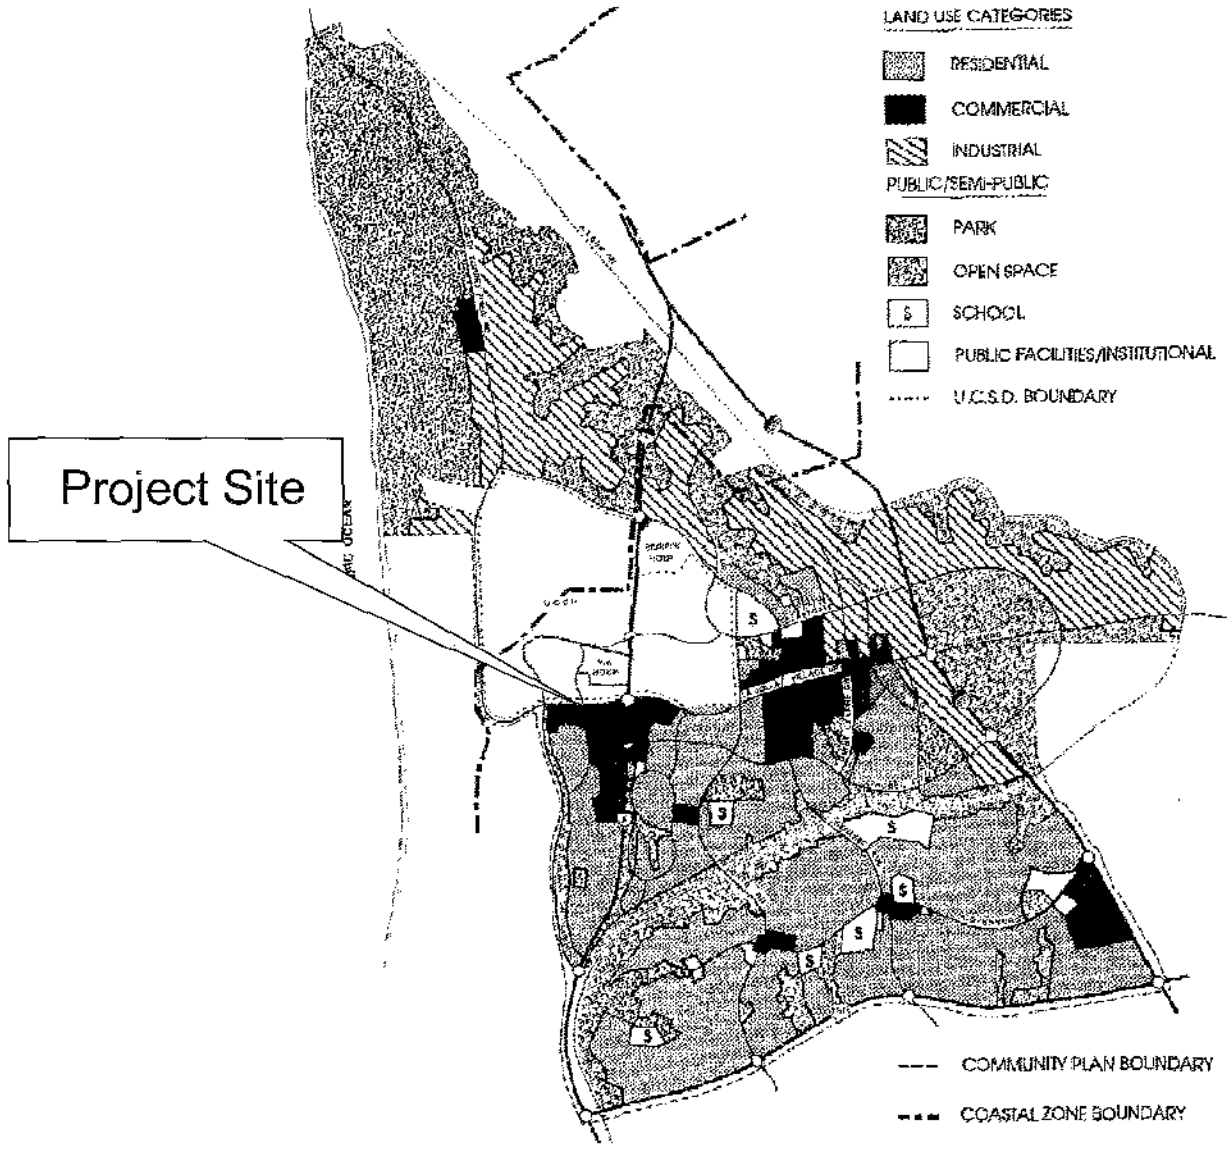 LAND USE CATEGORIES
RESIDENTIAL
COMMERCIAL
INDUSTRIAL
PUBLIC/SEMI-PUBLIC
PARK
OPEN SPACE
S SCHOOL
PUBLIC FACILITIES/INSTITUTIONAL
U.C.S.D. BOUNDARY
Project Site
OCEAN
S
S
S
S
S
S
S
COMMUNITY PLAN BOUNDARY
COASTAL ZONE BOUNDARY